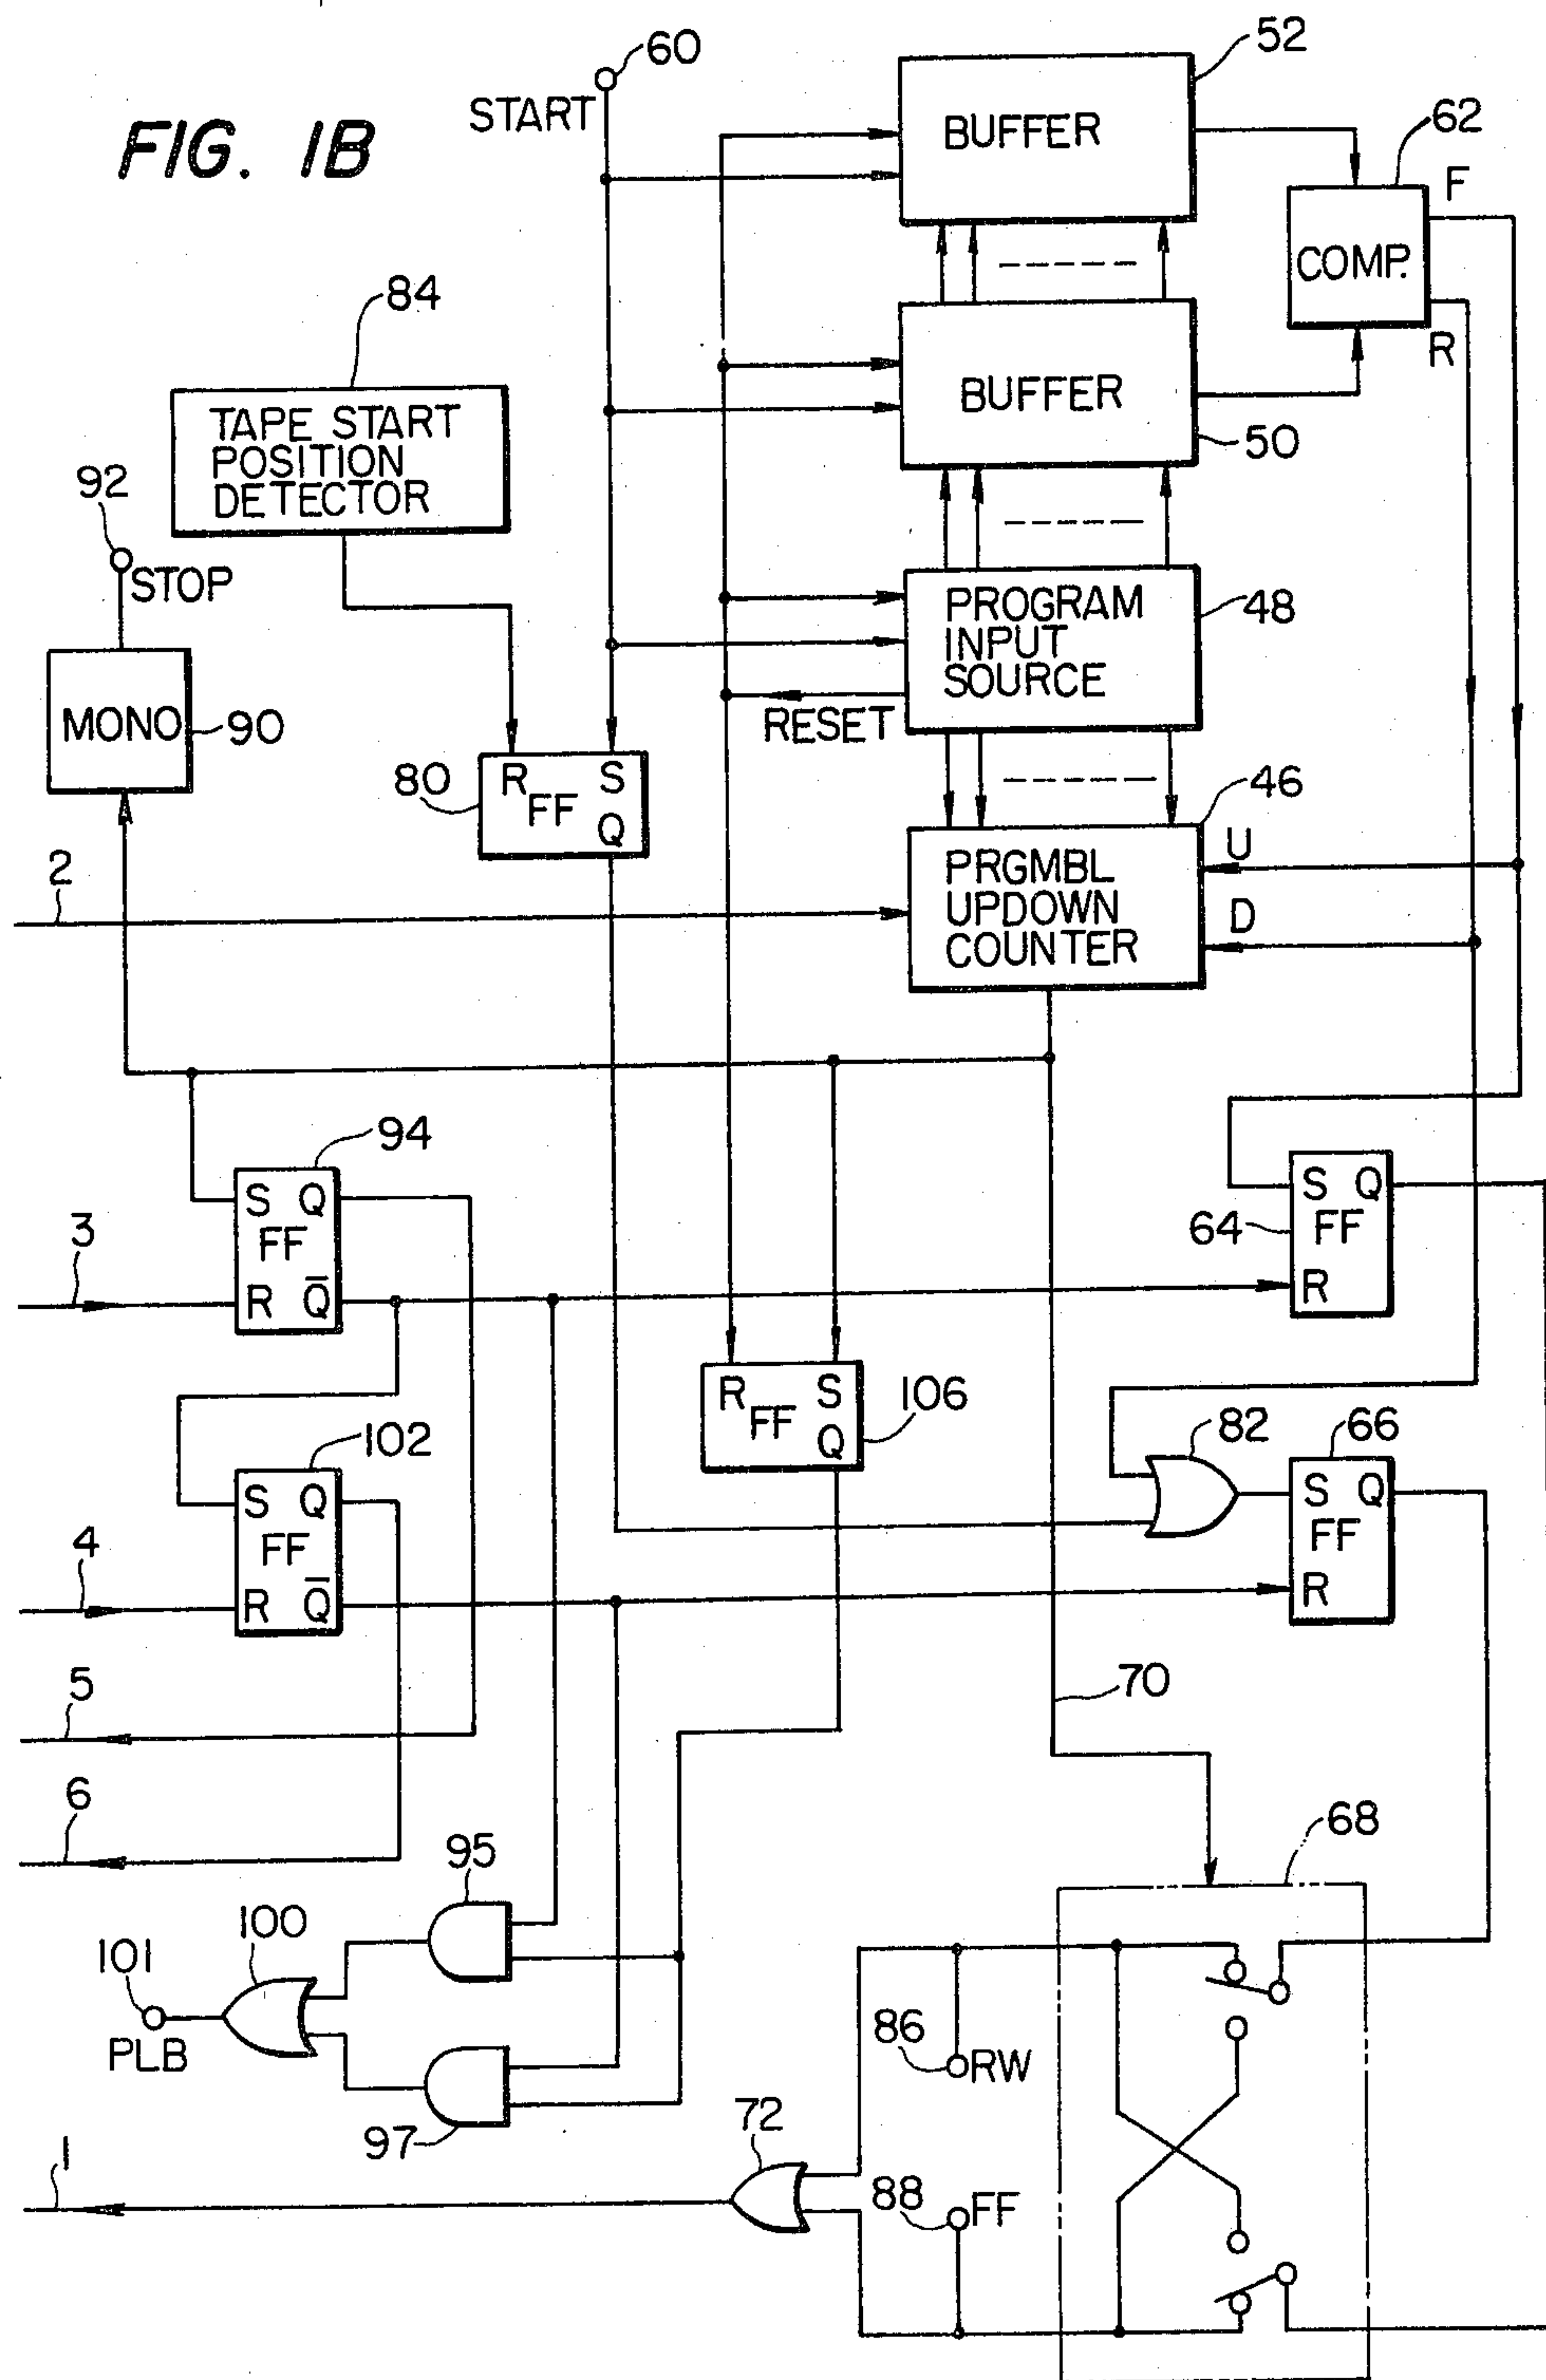 FIG. 1B
60
START
52
BUFFER
62
F
COMP.
R
84
TAPE START
POSITION
DETECTOR
BUFFER
50
92
STOP
PROGRAM
INPUT
SOURCE
48
MONO
90
RESET
80
R S
FF
Q
46
PRGMBL
UPDOWN
COUNTER
U
D
2
94
S Q
FF
R Q̅
3
64
S Q
FF
R
R S
FF
Q
106
102
S Q
FF
R Q̅
4
82
66
S Q
FF
R
5
70
6
68
95
100
101
PLB
86
RW
97
72
88
FF
1